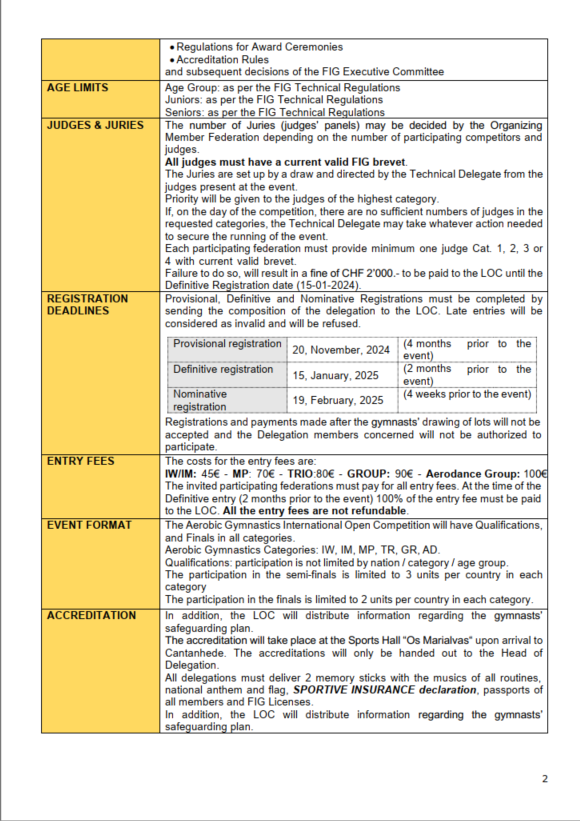 • Regulations for Award Ceremonies
• Accreditation Rules
and subsequent decisions of the FIG Executive Committee
AGE LIMITS
Age Group: as per the FIG Technical Regulations
Juniors: as per the FIG Technical Regulations
Seniors: as per the FIG Technical Regulations
JUDGES & JURIES
The number of Juries (judges' panels) may be decided by the Organizing
Member Federation depending on the number of participating competitors and
judges.
All judges must have a current valid FIG brevet.
The Juries are set up by a draw and directed by the Technical Delegate from the
judges present at the event.
Priority will be given to the judges of the highest category.
If, on the day of the competition, there are no sufficient numbers of judges in the
requested categories, the Technical Delegate may take whatever action needed
to secure the running of the event.
Each participating federation must provide minimum one judge Cat. 1, 2, 3 or
4 with current valid brevet.
Failure to do so, will result in a fine of CHF 2'000.- to be paid to the LOC until the
Definitive Registration date (15-01-2024).
REGISTRATION
DEADLINES
Provisional, Definitive and Nominative Registrations must be completed by
sending the composition of the delegation to the LOC. Late entries will be
considered as invalid and will be refused.
Provisional registration
20, November, 2024
(4 months prior to the
event)
Definitive registration
15, January, 2025
(2 months prior to the
event)
Nominative
registration
19, February, 2025
(4 weeks prior to the event)
Registrations and payments made after the gymnasts' drawing of lots will not be
accepted and the Delegation members concerned will not be authorized to
participate.
ENTRY FEES
The costs for the entry fees are:
IW/IM: 45€ - MP: 70€ - TRIO:80€ - GROUP: 90€ - Aerodance Group: 100€
The invited participating federations must pay for all entry fees. At the time of the
Definitive entry (2 months prior to the event) 100% of the entry fee must be paid
to the LOC. All the entry fees are not refundable.
EVENT FORMAT
The Aerobic Gymnastics International Open Competition will have Qualifications,
and Finals in all categories.
Aerobic Gymnastics Categories: IW, IM, MP, TR, GR, AD.
Qualifications: participation is not limited by nation / category / age group.
The participation in the semi-finals is limited to 3 units per country in each
category
The participation in the finals is limited to 2 units per country in each category.
ACCREDITATION
In addition, the LOC will distribute information regarding the gymnasts'
safeguarding plan.
The accreditation will take place at the Sports Hall "Os Marialvas" upon arrival to
Cantanhede. The accreditations will only be handed out to the Head of
Delegation.
All delegations must deliver 2 memory sticks with the musics of all routines,
national anthem and flag, SPORTIVE INSURANCE declaration, passports of
all members and FIG Licenses.
In addition, the LOC will distribute information regarding the gymnasts'
safeguarding plan.
2